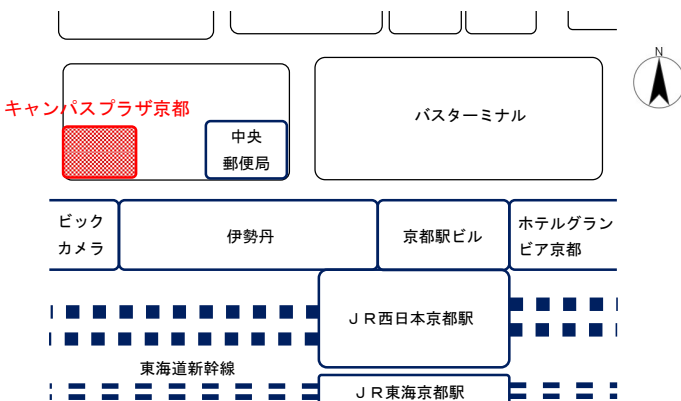 N
キャンパスプラザ京都
バスターミナル
中央
郵便局
ビック
カメラ
伊勢丹
京都駅ビル
ホテルグラン
ビア京都
ＪＲ西日本京都駅
東海道新幹線
ＪＲ東海京都駅